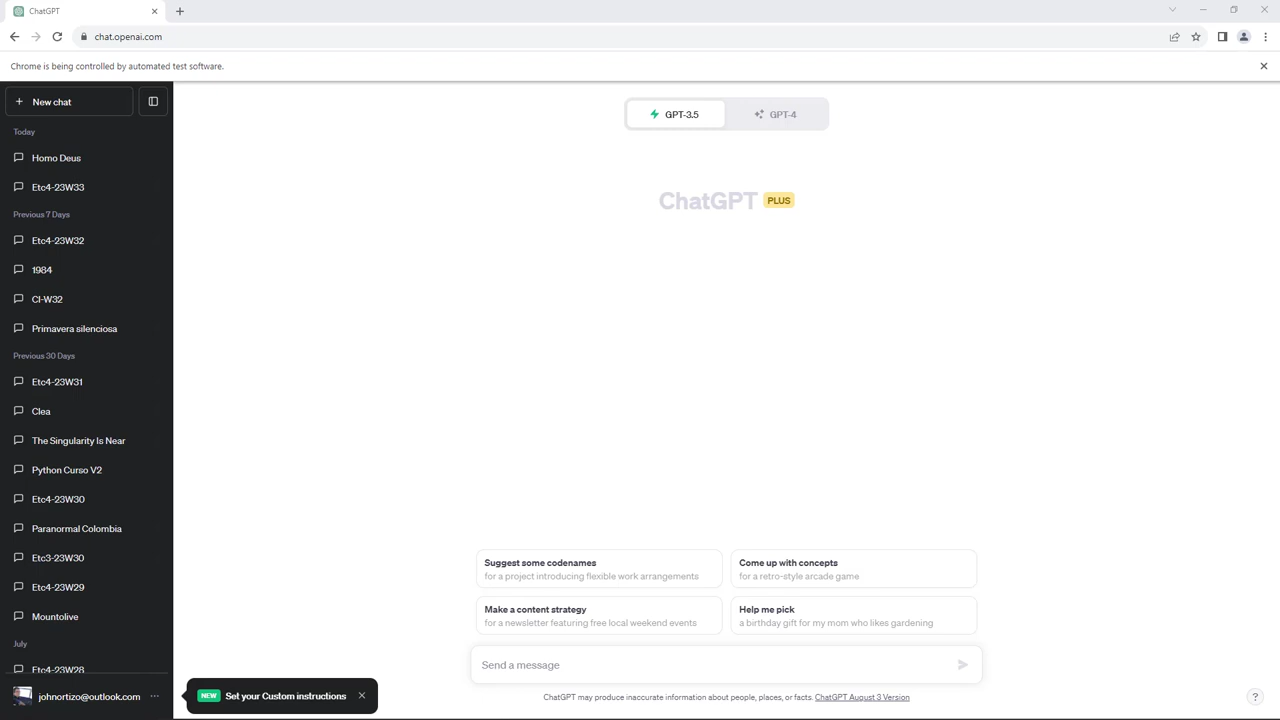 ChatGPT
chat.openai.com
Chrome is being controlled by automated test software.
New chat
Today
Homo Deus
Etc4-23W33
Previous 7 Days
Etc4-23W32
1984
CI-W32
Primavera silenciosa
Previous 30 Days
Etc4-23W31
Clea
The Singularity Is Near
Python Curso V2
Etc4-23W30
Paranormal Colombia
Etc3-23W30
Etc4-23W29
Mountolive
July
Etc4-23W28
johnortizo@outlook.com
NEW Set your Custom instructions
GPT-3.5 GPT-4
ChatGPT PLUS
Suggest some codenames
for a project introducing flexible work arrangements
Come up with concepts
for a retro-style arcade game
Make a content strategy
for a newsletter featuring free local weekend events
Help me pick
a birthday gift for my mom who likes gardening
Send a message
ChatGPT may produce inaccurate information about people, places, or facts. ChatGPT August 3 Version
?